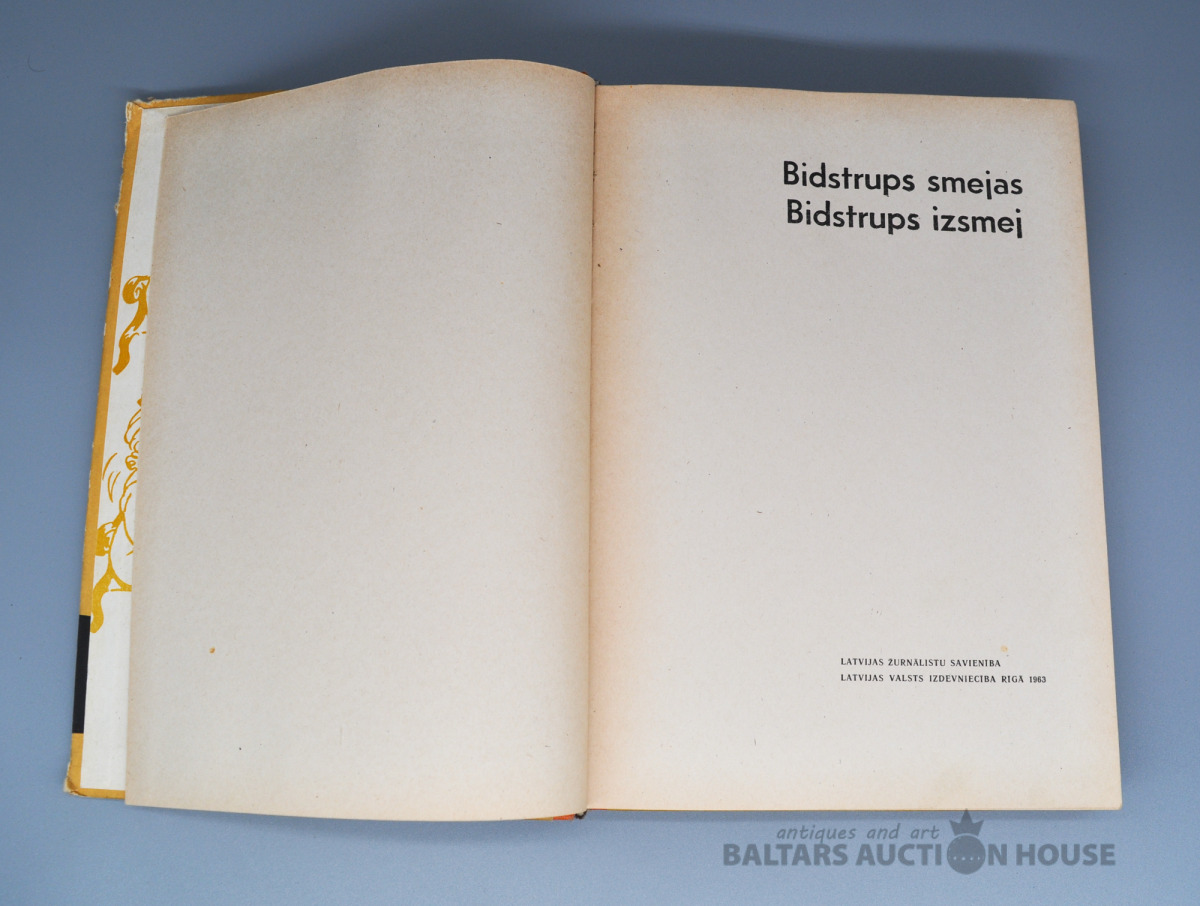 Bidstrups smejas
Bidstrups izsmej
LATVIJAS ŽURNĀLISTU SAVIENĪBA
LATVIJAS VALSTS IZDEVNIECĪBA RĪGĀ 1963
antiques and art
BALTARS AUCTION HOUSE